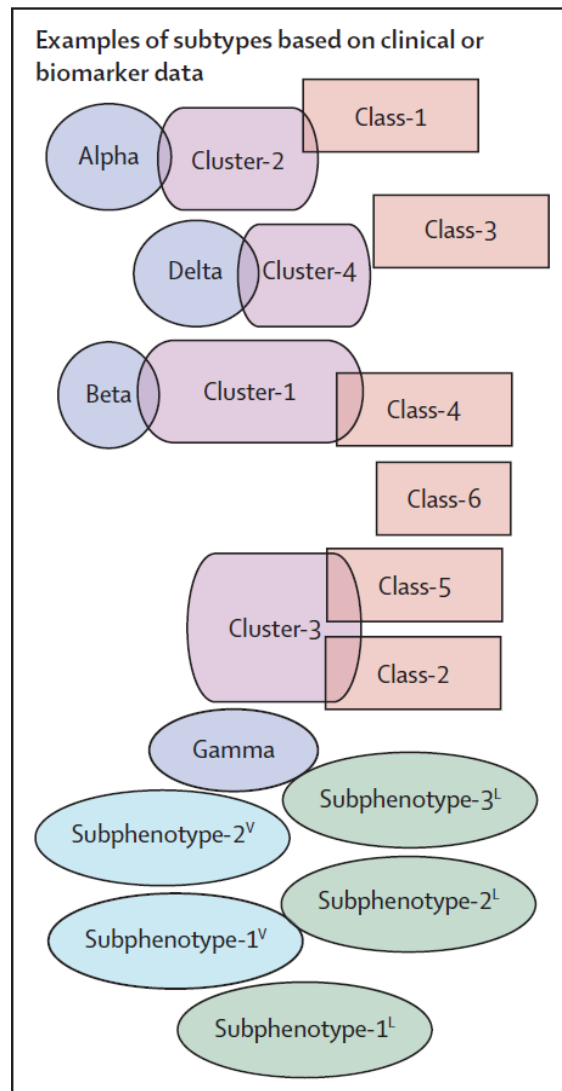 Examples of subtypes based on clinical or
biomarker data
Class-1
Alpha
Cluster-2
Class-3
Delta
Cluster-4
Cluster-1
Beta
Class-4
Class-6
Class-5
Cluster-3
Class-2
Gamma
Subphenotype-3ᴸ
Subphenotype-2ⱽ
Subphenotype-2ᴸ
Subphenotype-1ⱽ
Subphenotype-1ᴸ